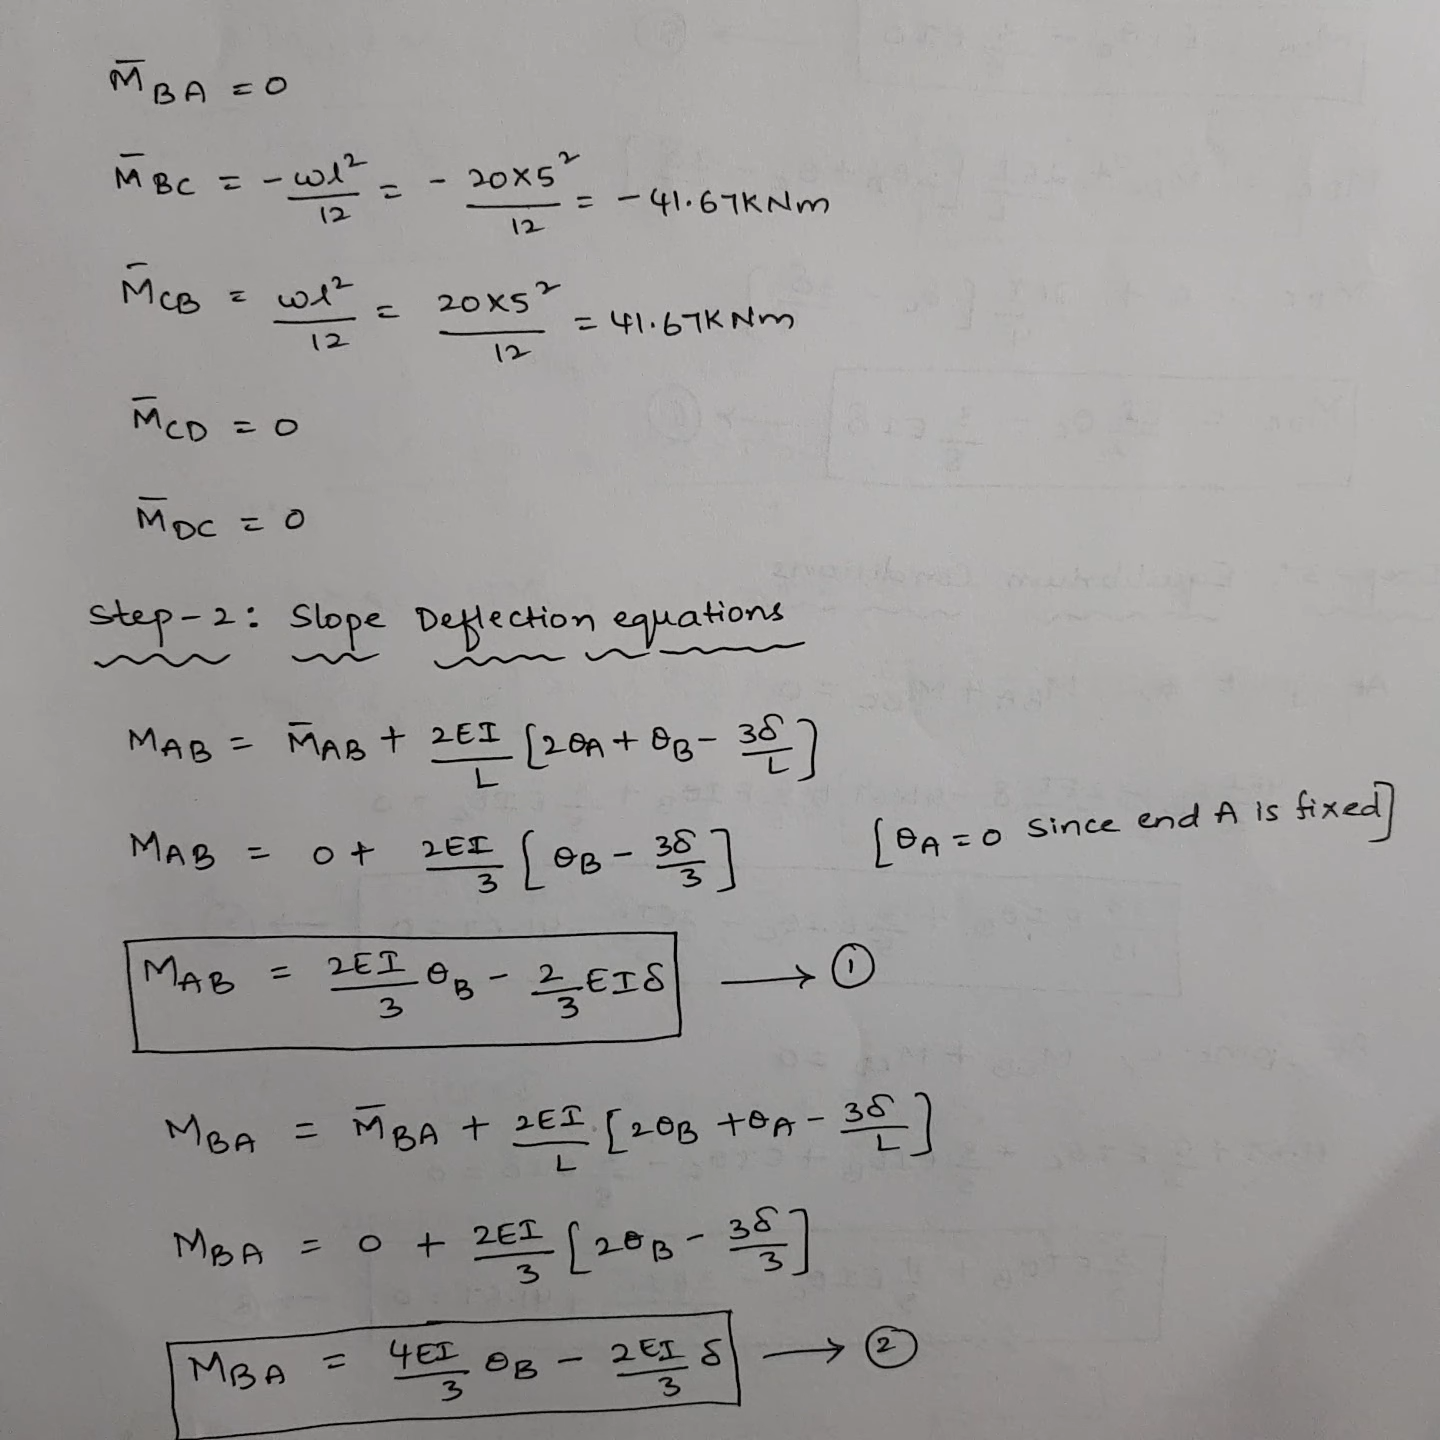 M̄BA = 0
M̄BC = -wl²/12 = - 20×5²/12 = -41.67KNm
M̄CB = wl²/12 = 20×5²/12 = 41.67KNm
M̄CD = 0
M̄DC = 0
Step-2: Slope Deflection equations
MAB = M̄AB + 2EI/L [2θA + θB - 3δ/L]
MAB = 0 + 2EI/3 [θB - 3δ/3] [θA = 0 since end A is fixed]
MAB = 2EI/3 θB - 2/3 EIδ → ①
MBA = M̄BA + 2EI/L [2θB + θA - 3δ/L]
MBA = 0 + 2EI/3 [2θB - 3δ/3]
MBA = 4EI/3 θB - 2EI/3 δ → ②